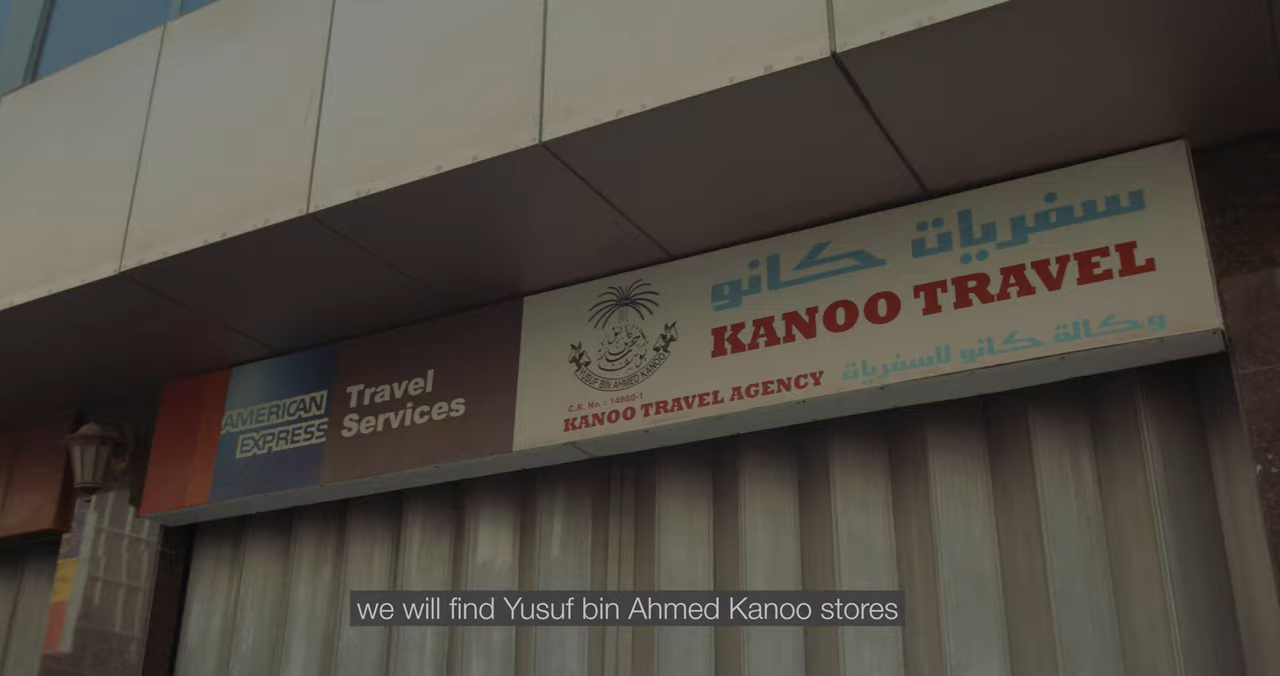 سفريات كانو
KANOO TRAVEL
AMERICAN
EXPRESS
Travel
Services
YUSUF BIN AHMED KANOO
C.R. No. : 14980-1
KANOO TRAVEL AGENCY
وكالة كانو للسفريات
we will find Yusuf bin Ahmed Kanoo stores